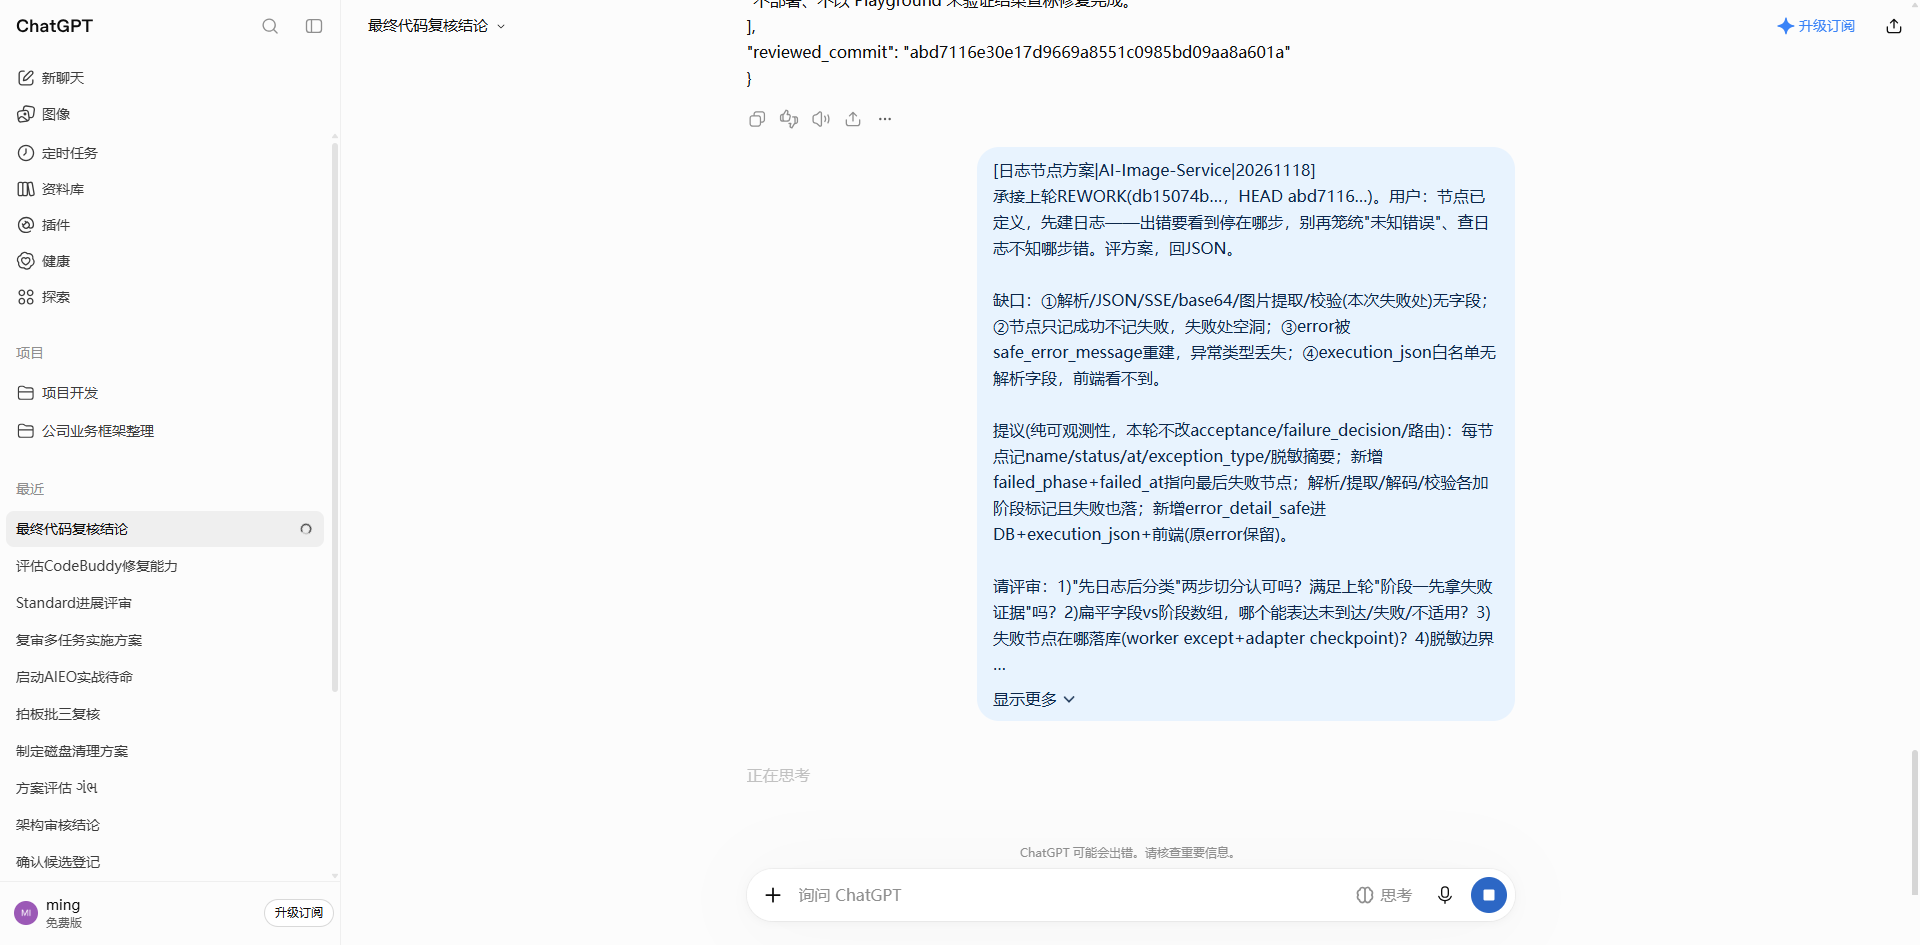 ChatGPT
新聊天
图像
定时任务
资料库
插件
健康
探索
项目
项目开发
公司业务框架整理
最近
最终代码复核结论
评估CodeBuddy修复能力
Standard进展评审
复审多任务实施方案
启动AIEO实战待命
拍板批三复核
制定磁盘清理方案
方案评估
架构审核结论
确认候选登记
MI
ming
免费版
升级订阅
最终代码复核结论
升级订阅
不部署、不以 Playground 未验证结果宣称修复完成。
],
"reviewed_commit": "abd7116e30e17d9669a8551c0985bd09aa8a601a"
}
[日志节点方案|AI-Image-Service|20261118]
承接上轮REWORK(db15074b...，HEAD abd7116...)。用户：节点已
定义，先建日志——出错要看到停在哪步，别再笼统"未知错误"、查日
志不知哪步错。评方案，回JSON。
缺口：①解析/JSON/SSE/base64/图片提取/校验(本次失败处)无字段；
②节点只记成功不记失败，失败处空洞；③error被
safe_error_message重建，异常类型丢失；④execution_json白名单无
解析字段，前端看不到。
提议(纯可观测性，本轮不改acceptance/failure_decision/路由)：每节
点记name/status/at/exception_type/脱敏摘要；新增
failed_phase+failed_at指向最后失败节点；解析/提取/解码/校验各加
阶段标记且失败也落；新增error_detail_safe进
DB+execution_json+前端(原error保留)。
请评审：1)"先日志后分类"两步切分认可吗？满足上轮"阶段一先拿失败
证据"吗？2)扁平字段vs阶段数组，哪个能表达未到达/失败/不适用？3)
失败节点在哪落库(worker except+adapter checkpoint)？4)脱敏边界
...
显示更多
正在思考
ChatGPT 可能会出错。请核查重要信息。
询问 ChatGPT
思考